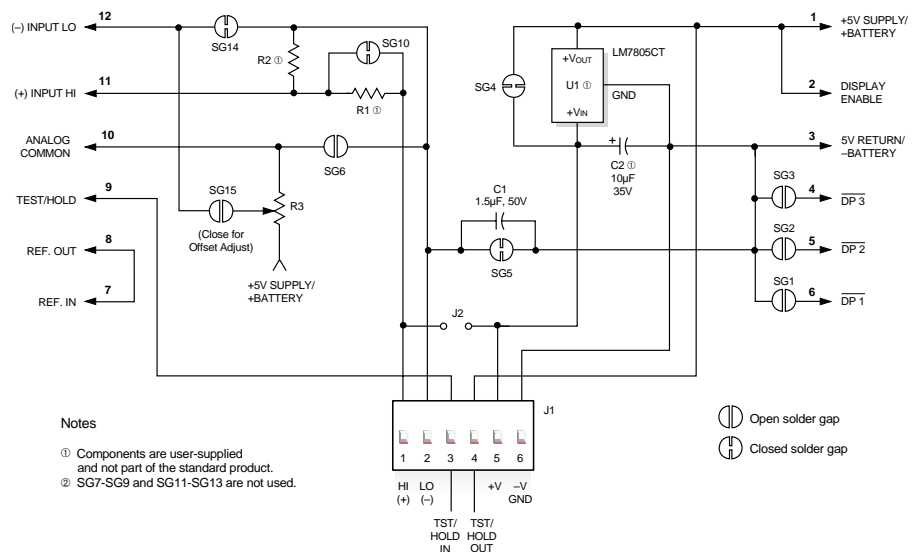 12
(–) INPUT LO
SG14
R2 ①
SG10
11
(+) INPUT HI
R1 ①
10
ANALOG
COMMON
SG6
9
TEST/HOLD
SG15
R3
(Close for
Offset Adjust)
8
REF. OUT
+5V SUPPLY/
+BATTERY
7
REF. IN
1
+5V SUPPLY/
+BATTERY
LM7805CT
+VOUT
U1 ①
GND
+VIN
SG4
2
DISPLAY
ENABLE
3
5V RETURN/
–BATTERY
+
C2 ①
10µF
35V
C1
1.5µF, 50V
SG5
SG3
4
DP 3
SG2
5
DP 2
SG1
6
DP 1
J2
J1
1 2 3 4 5 6
HI
(+)
LO
(–)
+V
–V
GND
TST/
HOLD
IN
TST/
HOLD
OUT
Notes
① Components are user-supplied
and not part of the standard product.
② SG7-SG9 and SG11-SG13 are not used.
Open solder gap
Closed solder gap